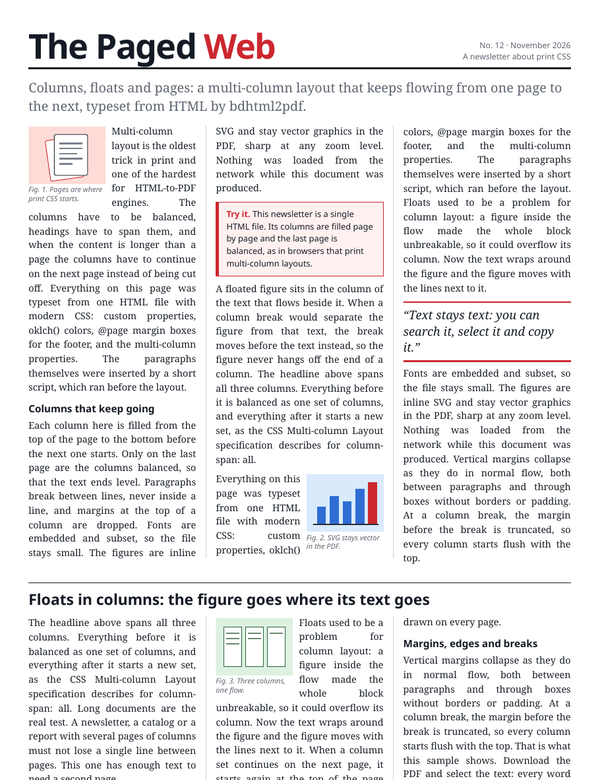 The Paged Web
No. 12 · November 2026
A newsletter about print CSS
Columns, floats and pages: a multi-column layout that keeps flowing from one page to
the next, typeset from HTML by bdhtml2pdf.
Fig. 1. Pages are where
print CSS starts.
Multi-column
layout is the oldest
trick in print and
one of the hardest
for HTML-to-PDF
engines. The
columns have to be balanced,
headings have to span them, and
when the content is longer than a
page the columns have to continue
on the next page instead of being cut
off. Everything on this page was
typeset from one HTML file with
modern CSS: custom properties,
oklch() colors, @page margin boxes
for the footer, and the multi-column
properties. The paragraphs
themselves were inserted by a short
script, which ran before the layout.
Columns that keep going
Each column here is filled from the
top of the page to the bottom before
the next one starts. Only on the last
page are the columns balanced, so
that the text ends level. Paragraphs
break between lines, never inside a
line, and margins at the top of a
column are dropped. Fonts are
embedded and subset, so the file
stays small. The figures are inline
SVG and stay vector graphics in the
PDF, sharp at any zoom level.
Nothing was loaded from the
network while this document was
produced.
Try it. This newsletter is a single
HTML file. Its columns are filled page
by page and the last page is
balanced, as in browsers that print
multi-column layouts.
A floated figure sits in the column of
the text that flows beside it. When a
column break would separate the
figure from that text, the break
moves before the text instead, so the
figure never hangs off the end of a
column. The headline above spans
all three columns. Everything before
it is balanced as one set of columns,
and everything after it starts a new
set, as the CSS Multi-column Layout
specification describes for column-
span: all.
Everything on this
page was typeset
from one HTML
file with modern
CSS: custom
properties, oklch()
Fig. 2. SVG stays vector
in the PDF.
colors, @page margin boxes for the
footer, and the multi-column
properties. The paragraphs
themselves were inserted by a short
script, which ran before the layout.
Floats used to be a problem for
column layout: a figure inside the
flow made the whole block
unbreakable, so it could overflow its
column. Now the text wraps around
the figure and the figure moves with
the lines next to it.
“Text stays text: you can
search it, select it and copy
it.”
Fonts are embedded and subset, so
the file stays small. The figures are
inline SVG and stay vector graphics
in the PDF, sharp at any zoom level.
Nothing was loaded from the
network while this document was
produced. Vertical margins collapse
as they do in normal flow, both
between paragraphs and through
boxes without borders or padding.
At a column break, the margin
before the break is truncated, so
every column starts flush with the
top.
Floats in columns: the figure goes where its text goes
The headline above spans all three
columns. Everything before it is
balanced as one set of columns, and
everything after it starts a new set,
as the CSS Multi-column Layout
specification describes for column-
span: all. Long documents are the
real test. A newsletter, a catalog or a
report with several pages of columns
must not lose a single line between
pages. This one has enough text to
need a second page.
Fig. 3. Three columns,
one flow.
Floats used to be a
problem for
column layout: a
figure inside the
flow made the
whole block
unbreakable, so it could overflow its
column. Now the text wraps around
the figure and the figure moves with
the lines next to it. When a column
set continues on the next page, it
starts again at the top of the page
drawn on every page.
Margins, edges and breaks
Vertical margins collapse as they do
in normal flow, both between
paragraphs and through boxes
without borders or padding. At a
column break, the margin before the
break is truncated, so every column
starts flush with the top. That is what
this sample shows. Download the
PDF and select the text: every word